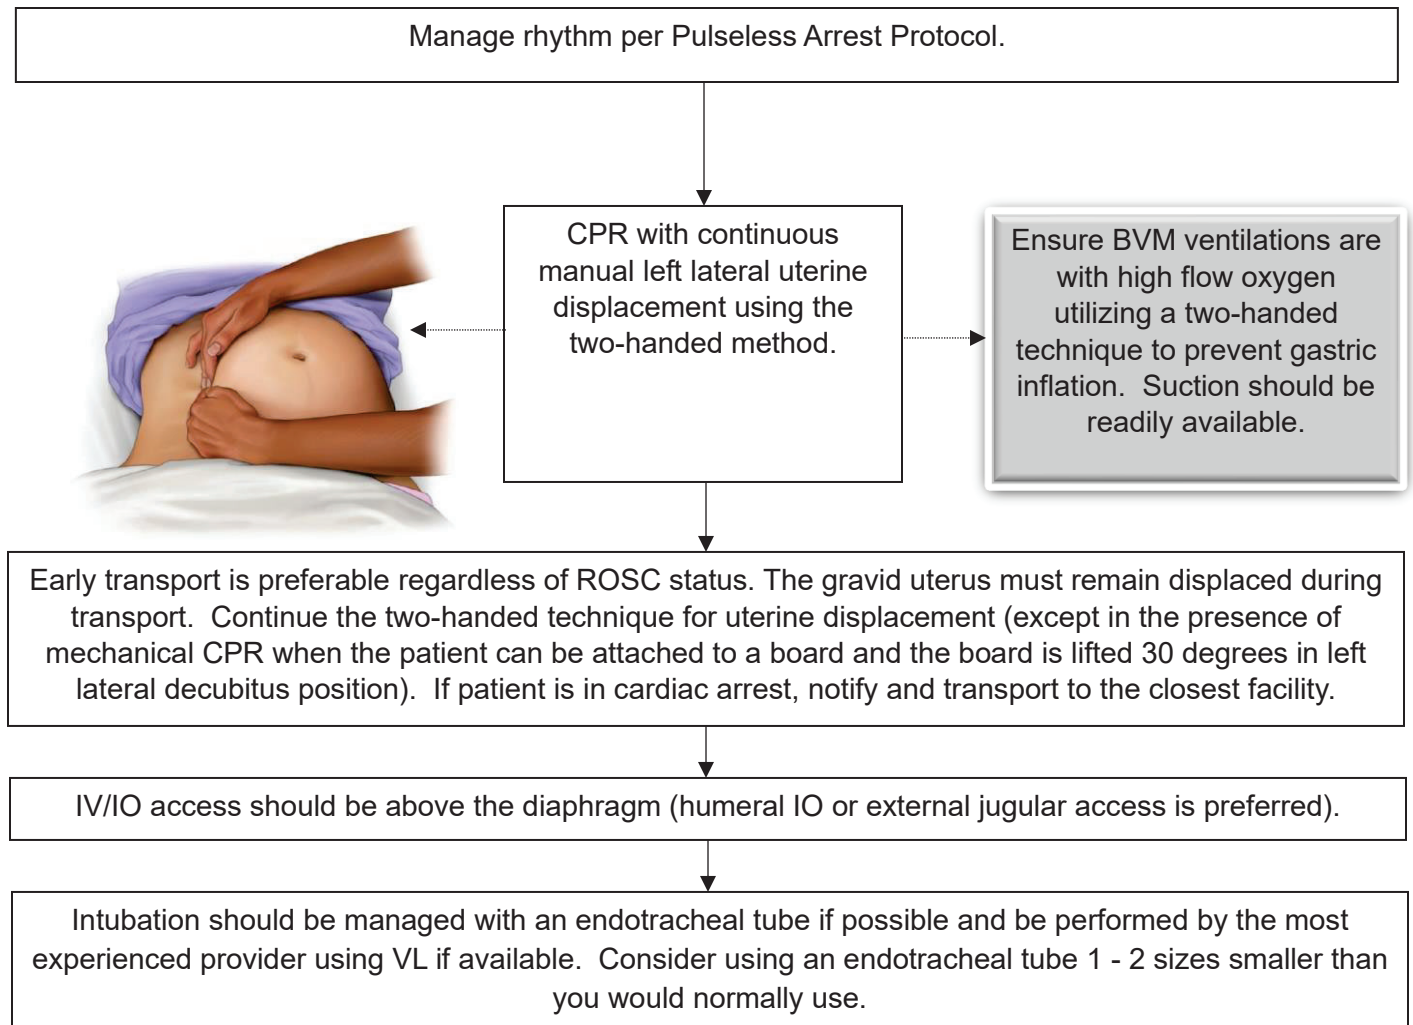 Manage rhythm per Pulseless Arrest Protocol.
CPR with continuous
manual left lateral uterine
displacement using the
two-handed method.
Ensure BVM ventilations are
with high flow oxygen
utilizing a two-handed
technique to prevent gastric
inflation.  Suction should be
readily available.
Early transport is preferable regardless of ROSC status. The gravid uterus must remain displaced during
transport.  Continue the two-handed technique for uterine displacement (except in the presence of
mechanical CPR when the patient can be attached to a board and the board is lifted 30 degrees in left
lateral decubitus position).  If patient is in cardiac arrest, notify and transport to the closest facility.
IV/IO access should be above the diaphragm (humeral IO or external jugular access is preferred).
Intubation should be managed with an endotracheal tube if possible and be performed by the most
experienced provider using VL if available.  Consider using an endotracheal tube 1 - 2 sizes smaller than
you would normally use.